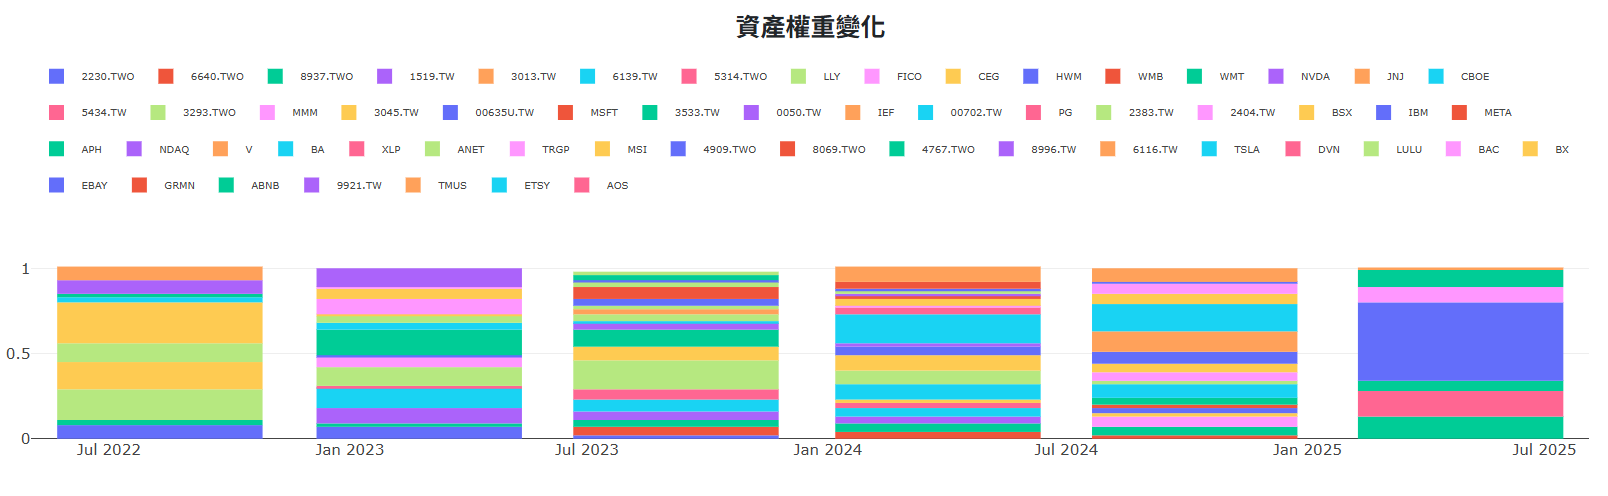 資產權重變化
2230.TWO 6640.TWO 8937.TWO 1519.TW 3013.TW 6139.TW 5314.TWO LLY FICO CEG HWM WMB WMT NVDA JNJ CBOE
5434.TW 3293.TWO MMM 3045.TW 00635U.TW MSFT 3533.TW 0050.TW IEF 00702.TW PG 2383.TW 2404.TW BSX IBM META
APH NDAQ V BA XLP ANET TRGP MSI 4909.TWO 8069.TWO 4767.TWO 8996.TW 6116.TW TSLA DVN LULU BAC BX
EBAY GRMN ABNB 9921.TW TMUS ETSY AOS
1
0.5
0
Jul 2022 Jan 2023 Jul 2023 Jan 2024 Jul 2024 Jan 2025 Jul 2025